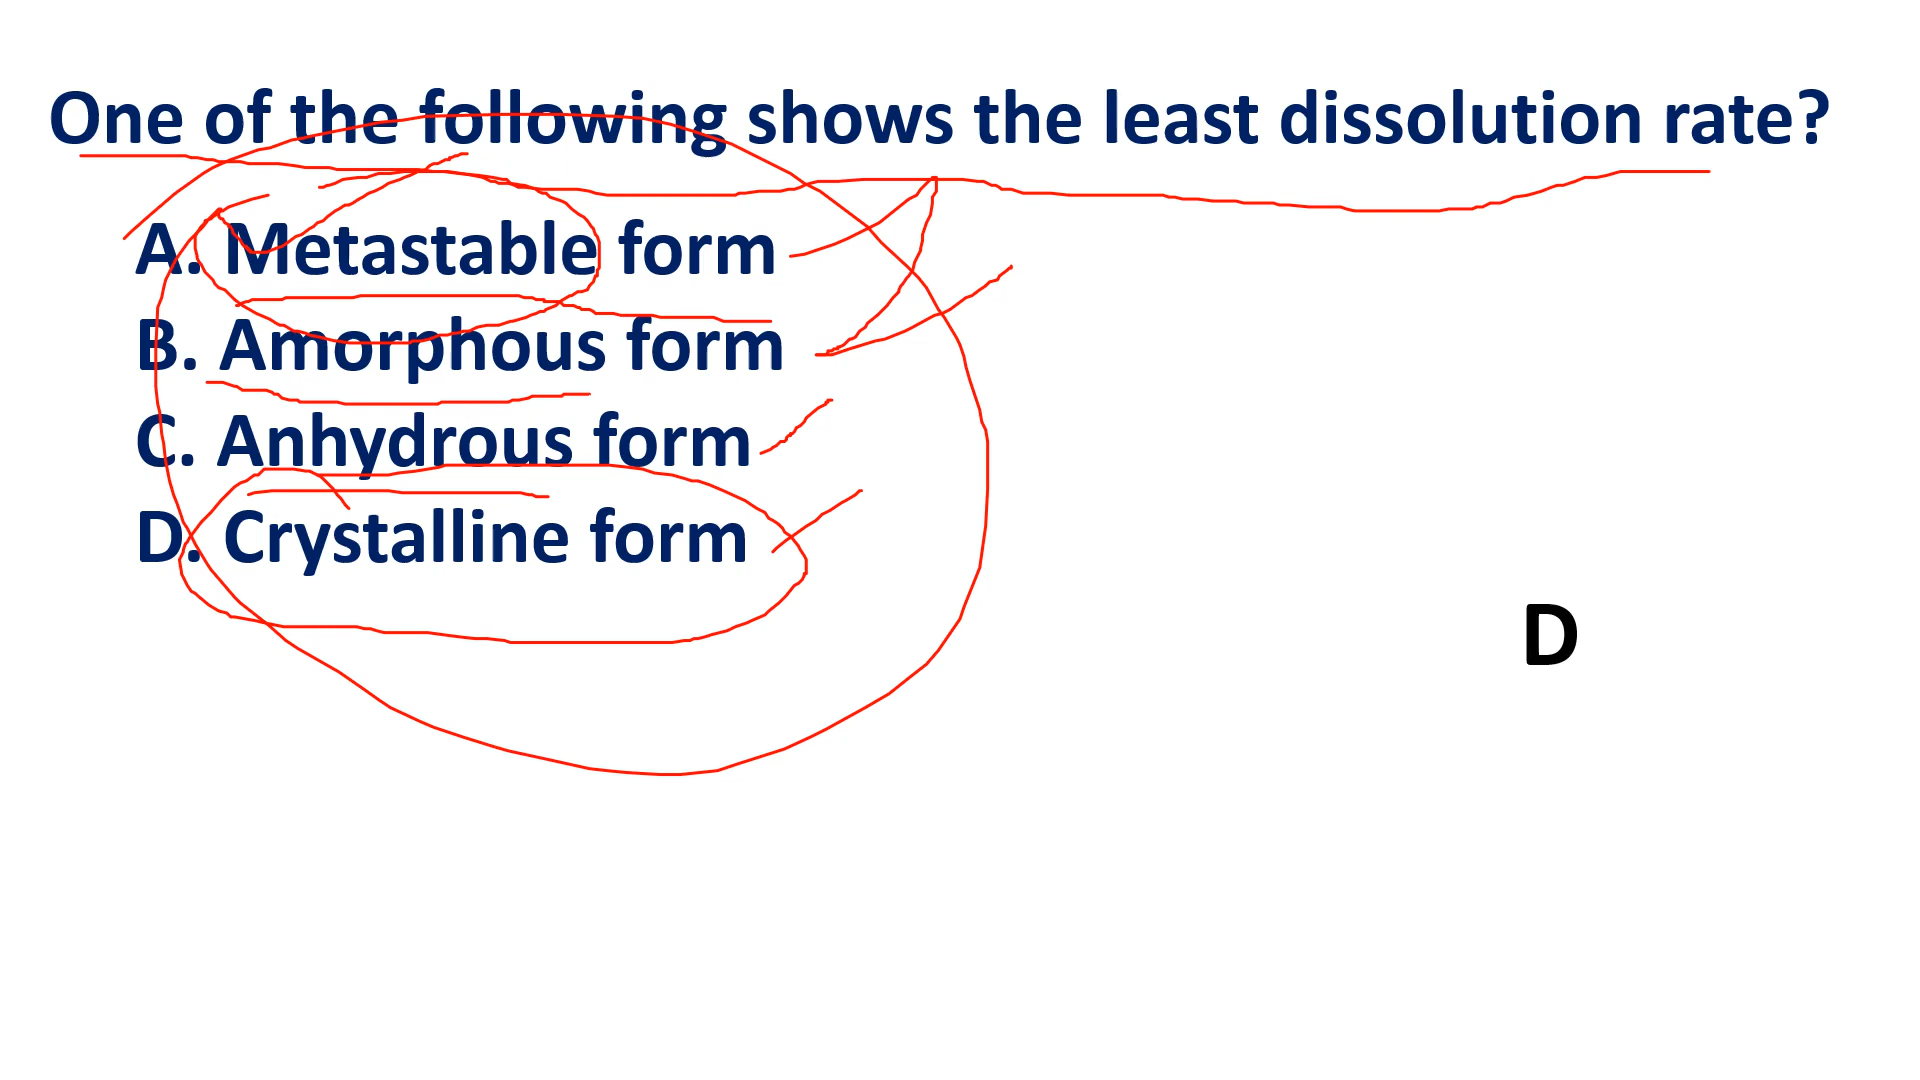 One of the following shows the least dissolution rate?
A. Metastable form
B. Amorphous form
C. Anhydrous form
D. Crystalline form
D